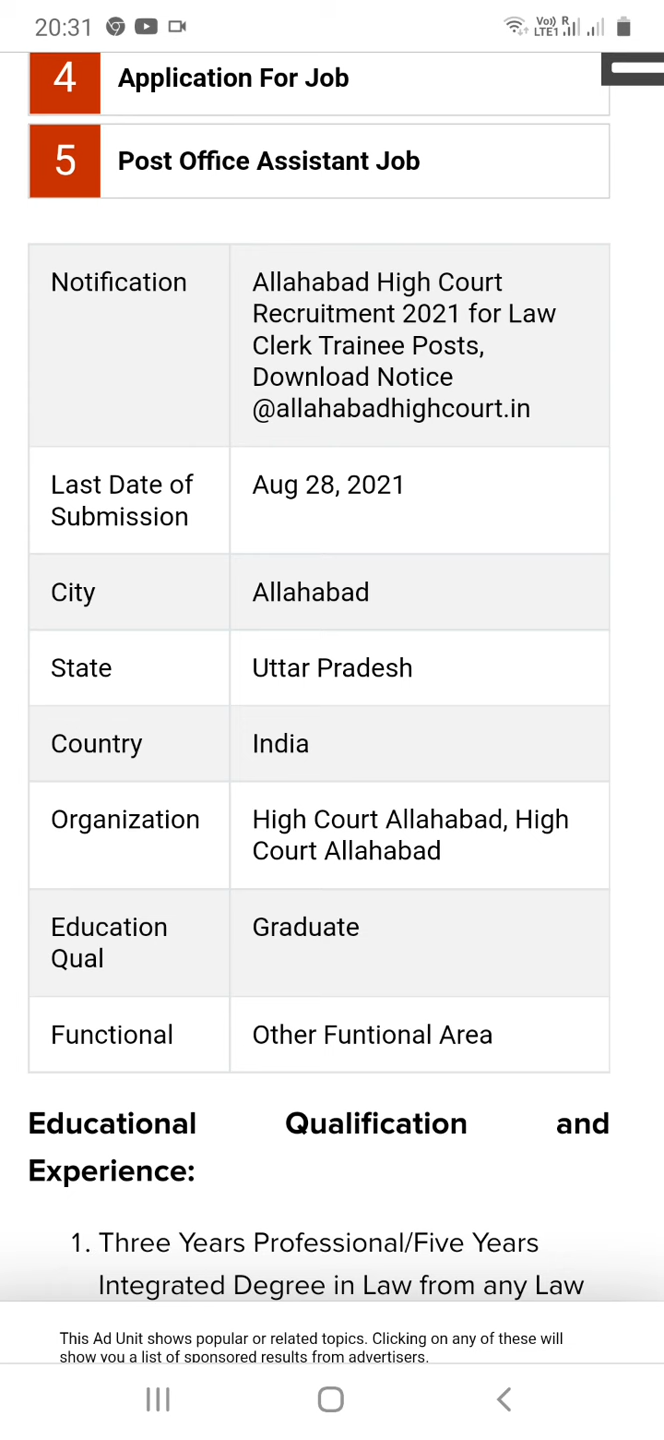 20:31
Vo)) R
LTE1
4 Application For Job
5 Post Office Assistant Job
Notification
Allahabad High Court
Recruitment 2021 for Law
Clerk Trainee Posts,
Download Notice
@allahabadhighcourt.in
Last Date of
Submission
Aug 28, 2021
City
Allahabad
State
Uttar Pradesh
Country
India
Organization
High Court Allahabad, High
Court Allahabad
Education
Qual
Graduate
Functional
Other Funtional Area
Educational Qualification and
Experience:
1. Three Years Professional/Five Years
Integrated Degree in Law from any Law
This Ad Unit shows popular or related topics. Clicking on any of these will
show you a list of sponsored results from advertisers.